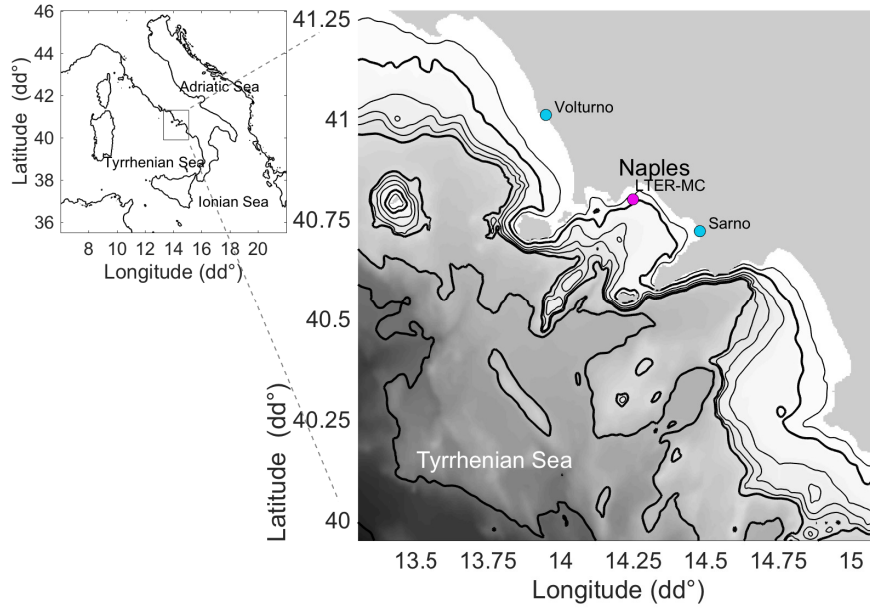 46
44
42
40
38
36
Latitude (dd°)
Adriatic Sea
Tyrrhenian Sea
Ionian Sea
8
10
12
14
16
18
20
Longitude (dd°)
41.25
41
40.75
40.5
40.25
40
Latitude (dd°)
Volturno
Naples
LTER-MC
Sarno
Tyrrhenian Sea
13.5
13.75
14
14.25
14.5
14.75
15
Longitude (dd°)